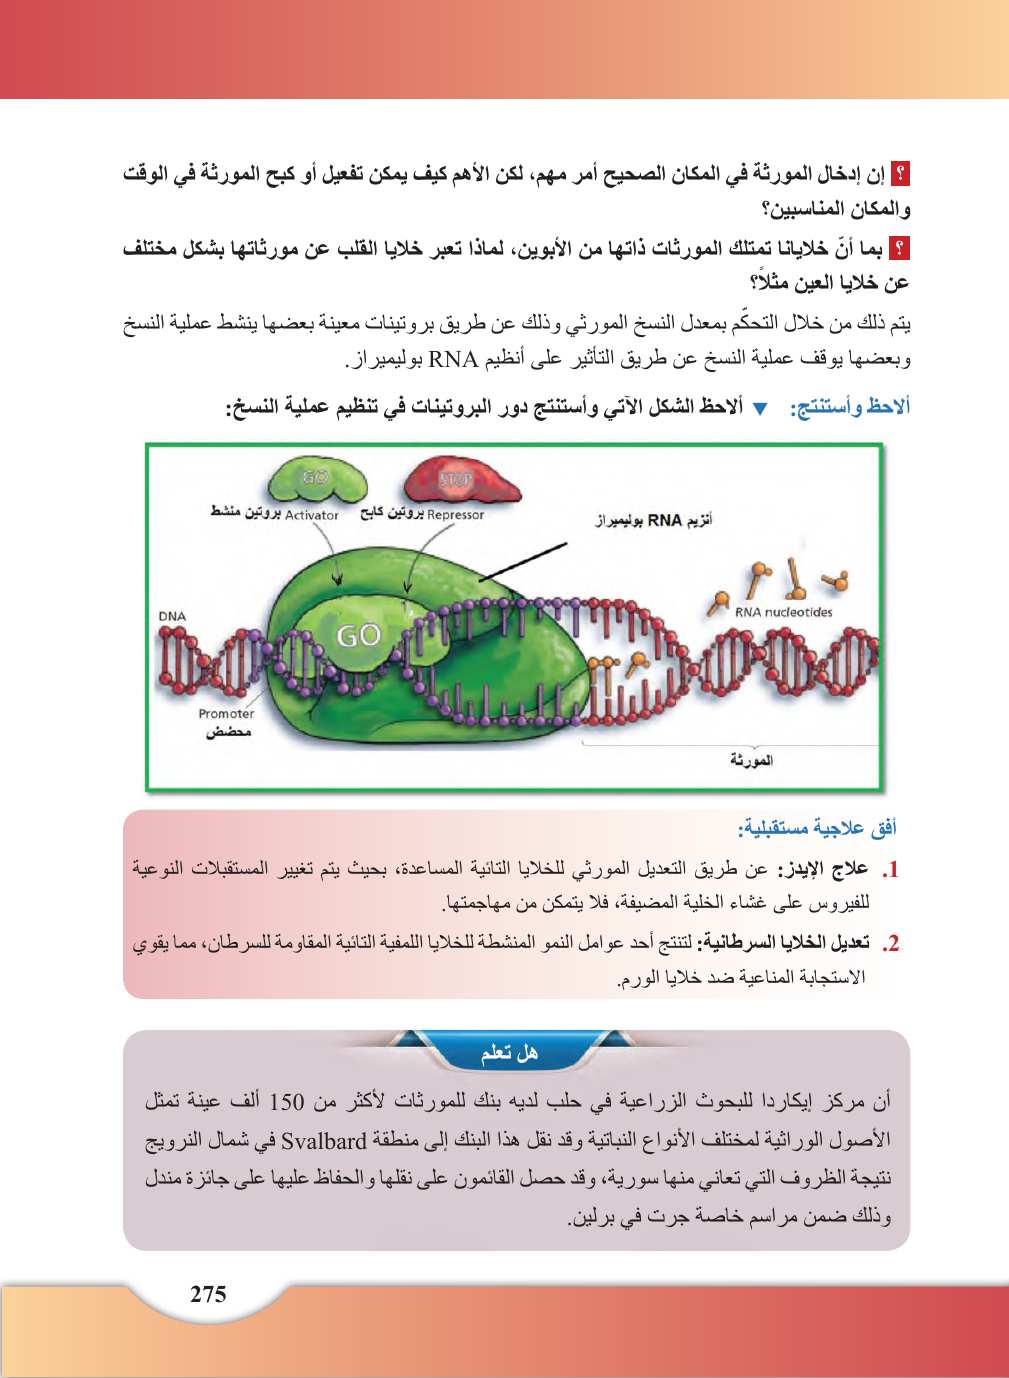 ؟ إن إدخال المورثة في المكان الصحيح أمر مهم، لكن الأهم كيف يمكن تفعيل أو كبح المورثة في الوقت
والمكان المناسبين؟
؟ بما أنّ خلايانا تمتلك المورثات ذاتها من الأبوين، لماذا تعبر خلايا القلب عن مورثاتها بشكل مختلف
عن خلايا العين مثلاً؟
يتم ذلك من خلال التحكّم بمعدل النسخ المورثي وذلك عن طريق بروتينات معينة بعضها ينشط عملية النسخ
وبعضها يوقف عملية النسخ عن طريق التأثير على أنظيم RNA بوليميراز.
ألاحظ وأستنتج: ▼ ألاحظ الشكل الآتي وأستنتج دور البروتينات في تنظيم عملية النسخ:
GO
STOP
بروتين منشط Activator
بروتين كابح Repressor
أنزيم RNA بوليميراز
DNA
RNA nucleotides
GO
Promoter
محضض
المورثة
أفق علاجية مستقبلية:
1. علاج الإيدز: عن طريق التعديل المورثي للخلايا التائية المساعدة، بحيث يتم تغيير المستقبلات النوعية
للفيروس على غشاء الخلية المضيفة، فلا يتمكن من مهاجمتها.
2. تعديل الخلايا السرطانية: لتنتج أحد عوامل النمو المنشطة للخلايا اللمفية التائية المقاومة للسرطان، مما يقوي
الاستجابة المناعية ضد خلايا الورم.
هل تعلم
أن مركز إيكاردا للبحوث الزراعية في حلب لديه بنك للمورثات لأكثر من 150 ألف عينة تمثل
الأصول الوراثية لمختلف الأنواع النباتية وقد نقل هذا البنك إلى منطقة Svalbard في شمال النرويج
نتيجة الظروف التي تعاني منها سورية، وقد حصل القائمون على نقلها والحفاظ عليها على جائزة مندل
وذلك ضمن مراسم خاصة جرت في برلين.
275